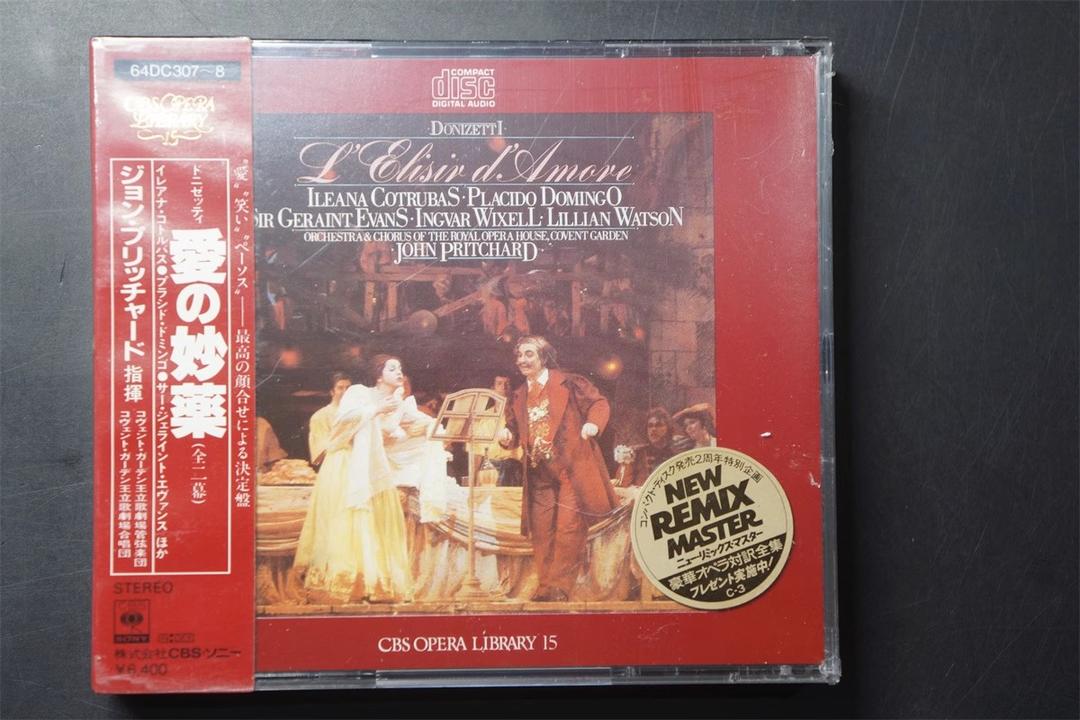 64DC307〜8
CBS OPERA
LIBRARY
"愛" "笑い" "ペーソス"——最高の顔合せによる決定盤
ドニゼッティ
愛の妙薬(全二幕)
イレアナ・コトルバス●プラシド・ドミンゴ●サー・ジェライント・エヴァンス ほか
ジョン・プリッチャード 指揮
コヴェント・ガーデン王立歌劇場管弦楽団
コヴェント・ガーデン王立歌劇場合唱団
STEREO
SONY
株式会社CBS・ソニー
¥6,400
COMPACT
disc
DIGITAL AUDIO
DONIZETTI
L'Elisir d'Amore
ILEANA COTRUBAS·PLACIDO DOMINGO
SIR GERAINT EVANS·INGVAR WIXELL·LILLIAN WATSON
ORCHESTRA & CHORUS OF THE ROYAL OPERA HOUSE, COVENT GARDEN
JOHN PRITCHARD
コンパクト・ディスク発売2周年特別企画
NEW
REMIX
MASTER
ニューリミックス・マスター
豪華オペラ対訳全集
プレゼント実施中!
C-3
CBS OPERA LIBRARY 15